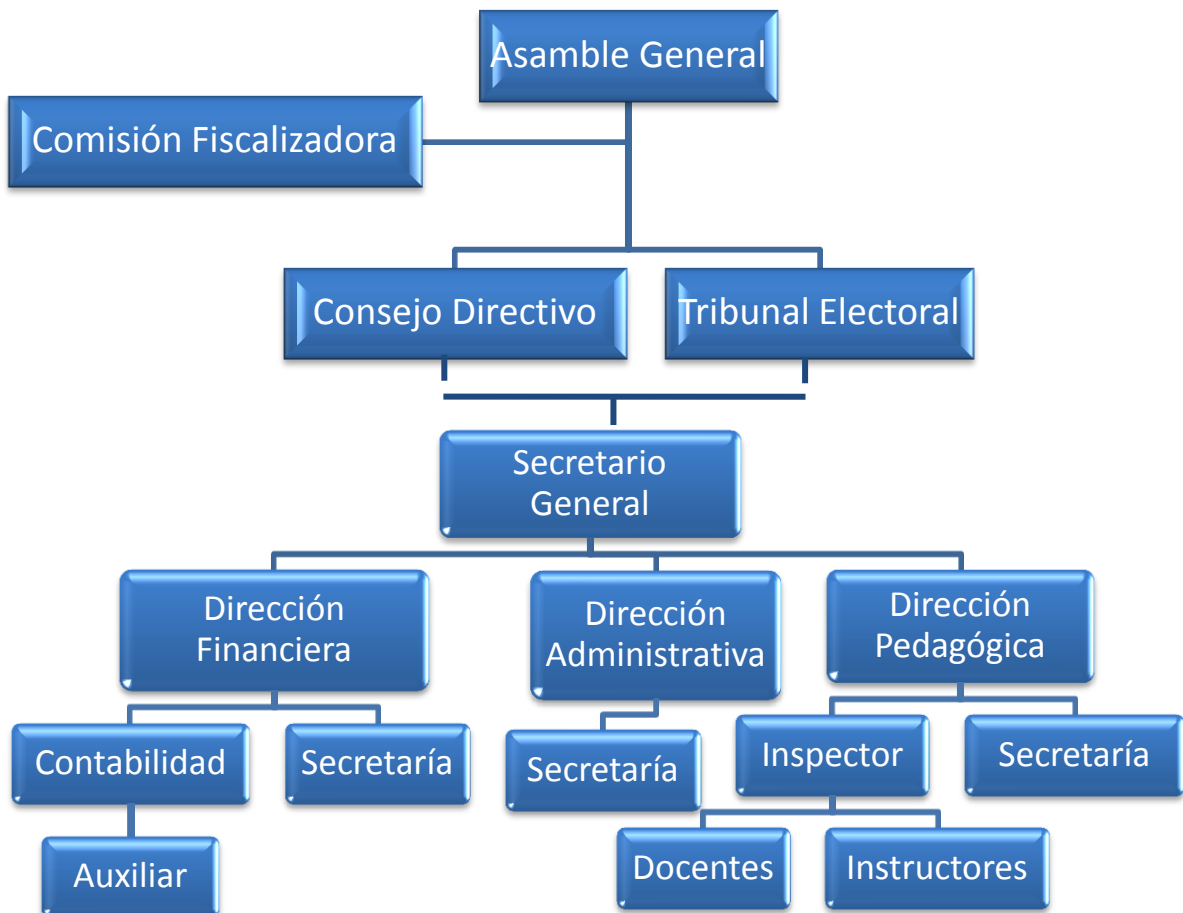 Asamble General
Comisión Fiscalizadora
Consejo Directivo
Tribunal Electoral
Secretario
General
Dirección
Financiera
Dirección
Administrativa
Dirección
Pedagógica
Contabilidad
Secretaría
Secretaría
Inspector
Secretaría
Auxiliar
Docentes
Instructores